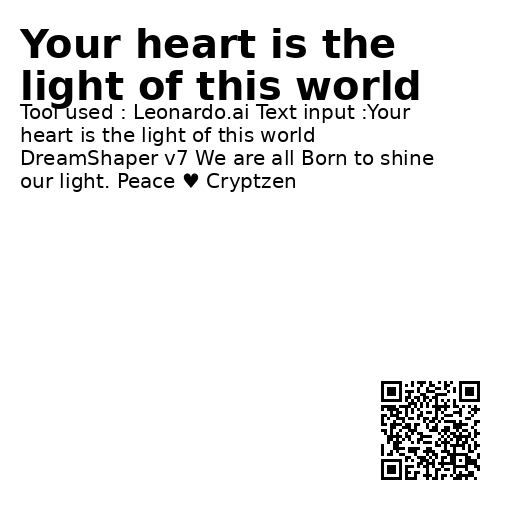 Your heart is the
light of this world
Tool used : Leonardo.ai Text input :Your
heart is the light of this world
DreamShaper v7 We are all Born to shine
our light. Peace ♥ Cryptzen